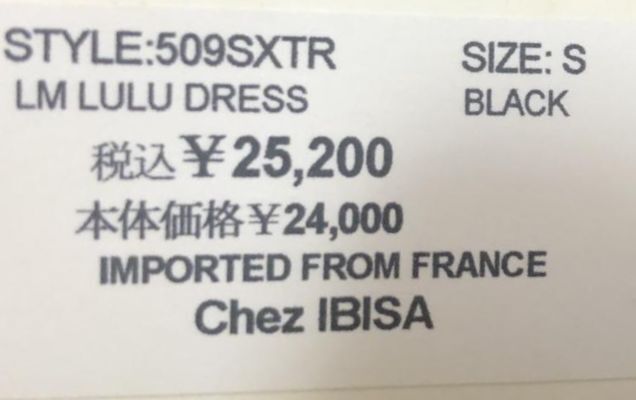 STYLE:509SXTR SIZE: S
LM LULU DRESS BLACK
税込¥25,200
本体価格¥24,000
IMPORTED FROM FRANCE
Chez IBISA